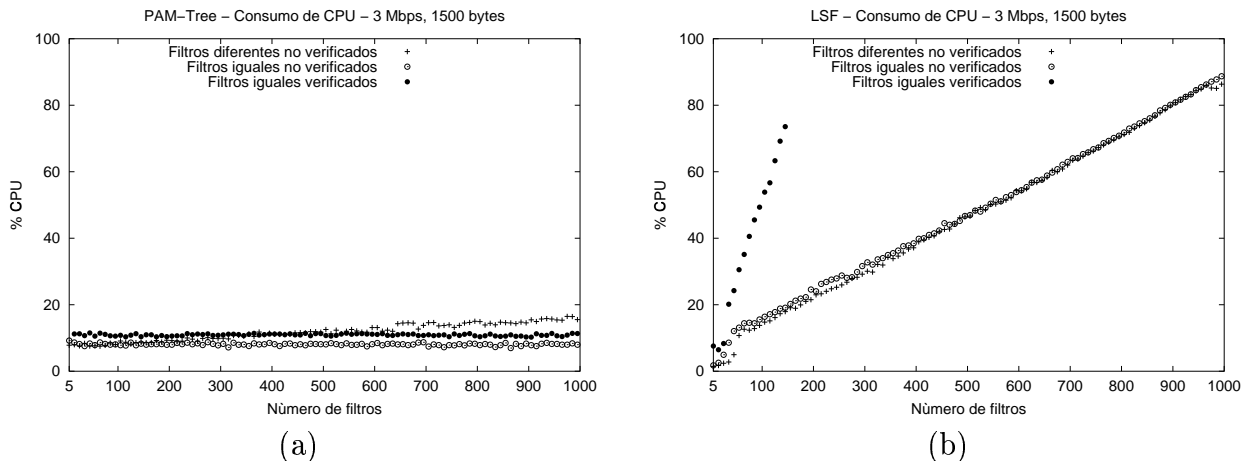 PAM-Tree - Consumo de CPU - 3 Mbps, 1500 bytes
100
80
60
40
20
0
% CPU
Filtros diferentes no verificados
Filtros iguales no verificados
Filtros iguales verificados
5 100 200 300 400 500 600 700 800 900 1000
Nùmero de filtros
(a)
LSF - Consumo de CPU - 3 Mbps, 1500 bytes
100
80
60
40
20
0
% CPU
Filtros diferentes no verificados
Filtros iguales no verificados
Filtros iguales verificados
5 100 200 300 400 500 600 700 800 900 1000
Nùmero de filtros
(b)